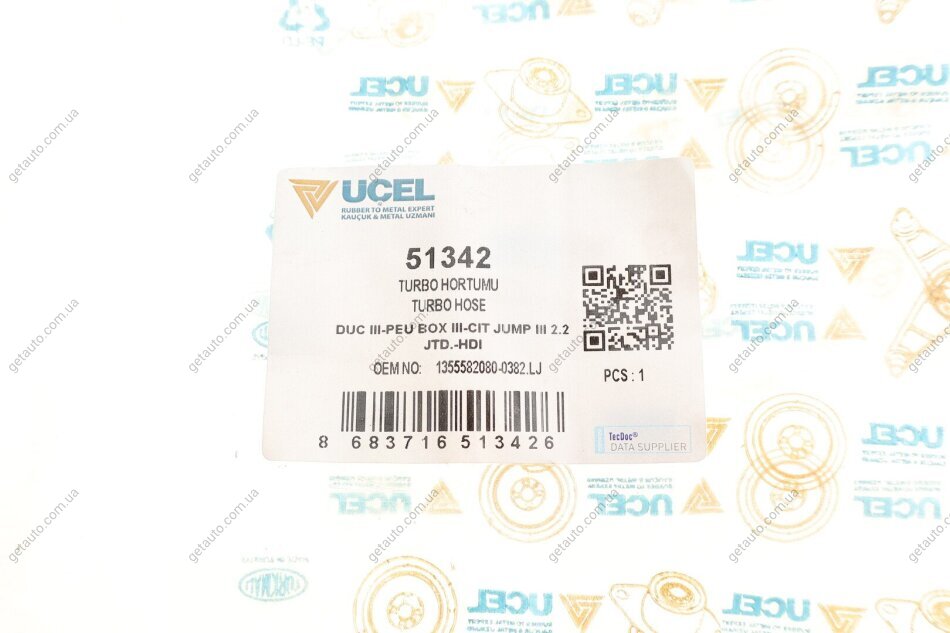 UÇEL
RUBBER TO METAL EXPERT
KAUÇUK & METAL UZMANI
51342
TURBO HORTUMU
TURBO HOSE
DUC III-PEU BOX III-CIT JUMP III 2.2
JTD.-HDI
OEM NO: 1355582080-0382.LJ
PCS : 1
8 683716 513426
TecDoc®
DATA SUPPLIER
getauto.com.ua